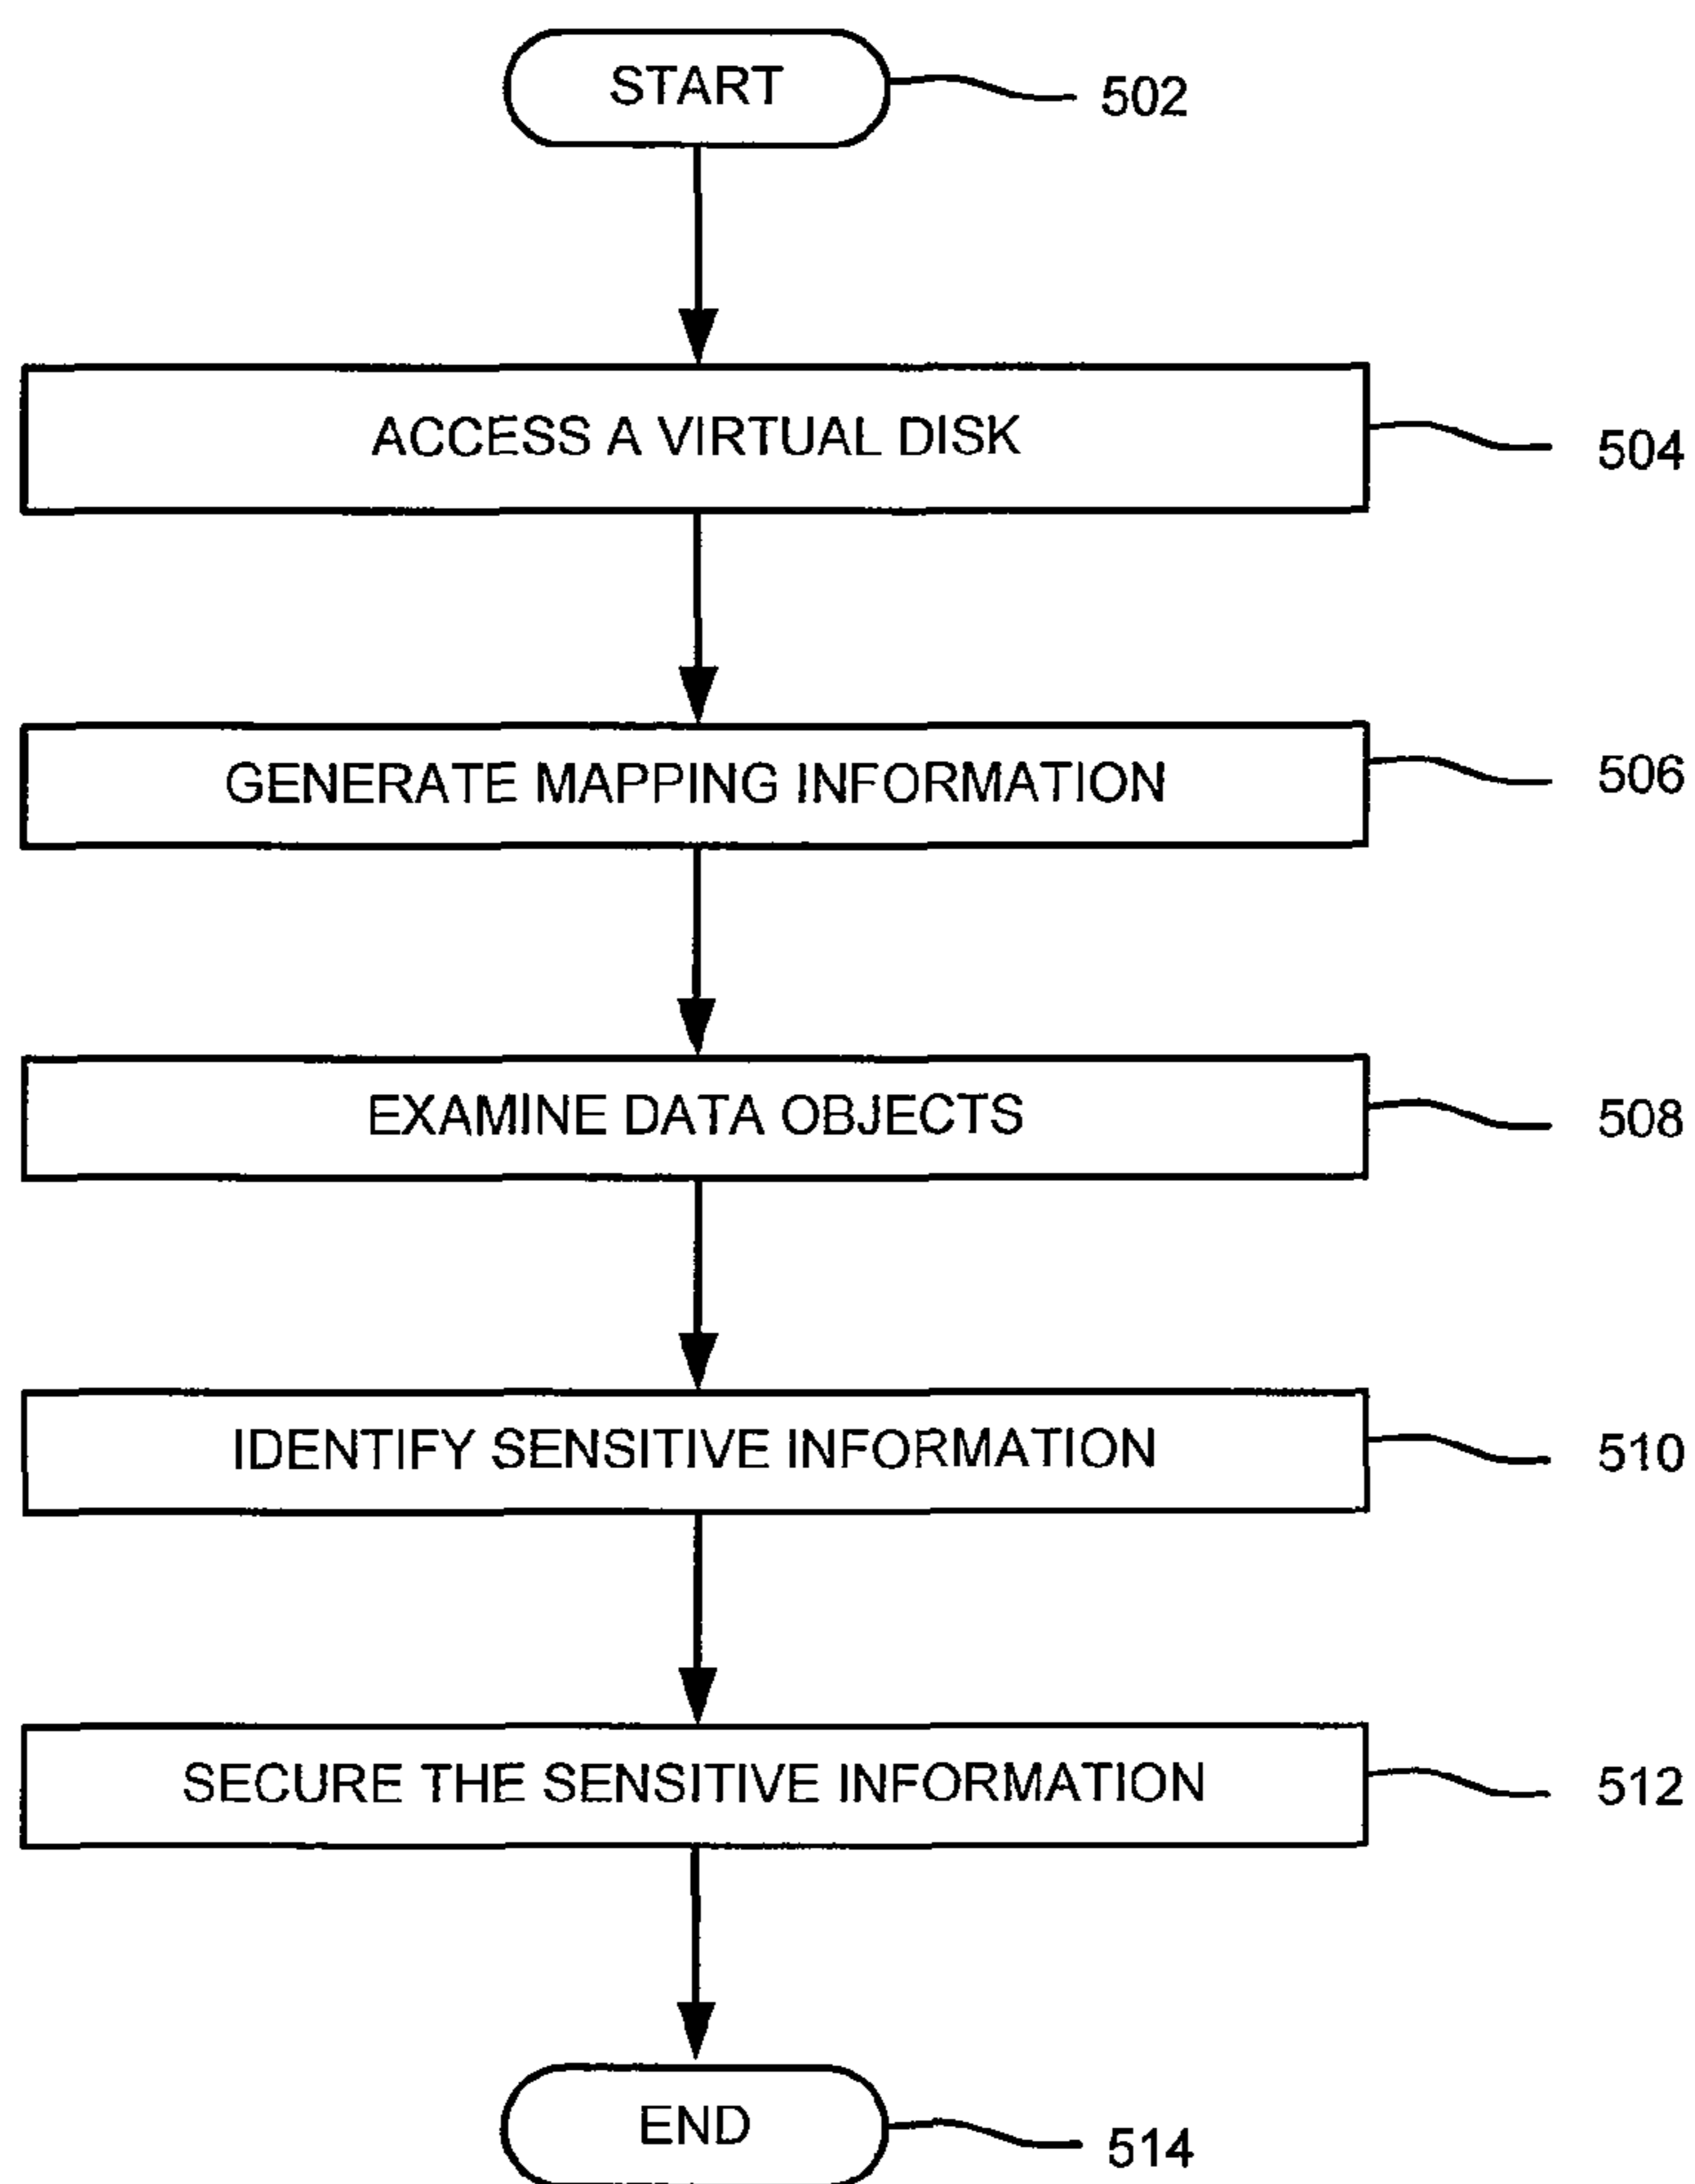 START
502
ACCESS A VIRTUAL DISK
504
GENERATE MAPPING INFORMATION
506
EXAMINE DATA OBJECTS
508
IDENTIFY SENSITIVE INFORMATION
510
SECURE THE SENSITIVE INFORMATION
512
END
514